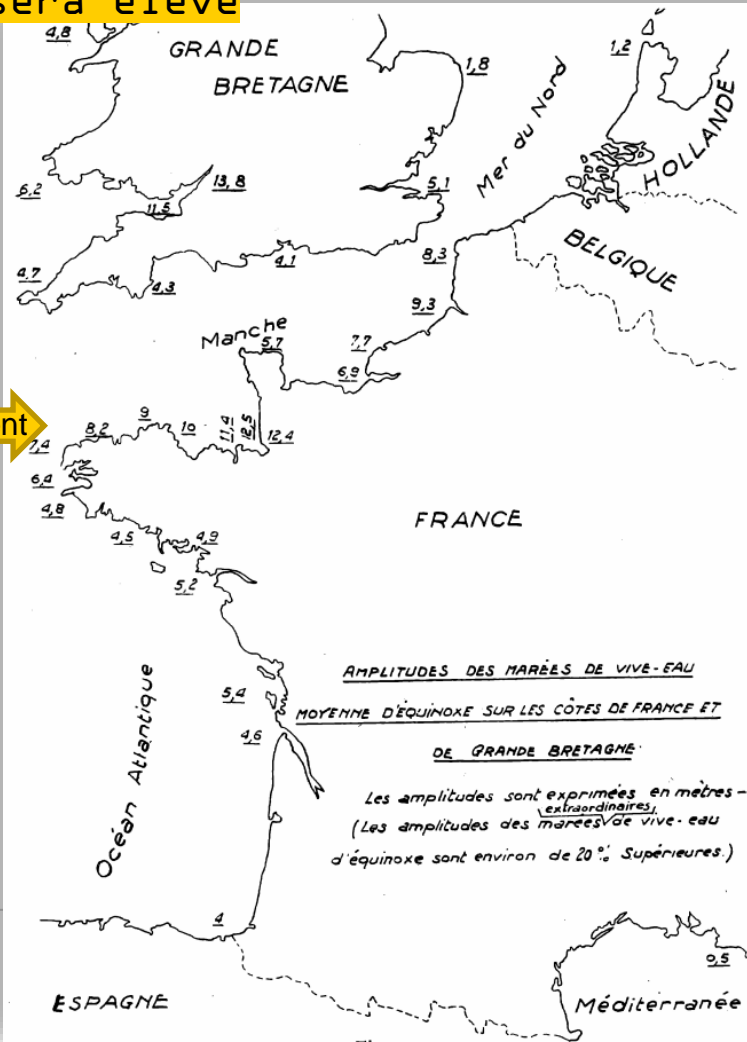 sera élevé
4,8
GRANDE
BRETAGNE
1,8
1,2
Mer du Nord
HOLLANDE
6,2
13,8
11,5
5,1
BELGIQUE
4,7
4,3
4,1
8,3
9,3
Manche
5,7
7,7
6,9
nt
7,4
8,2
9
10
11,4
12,5
12,4
6,4
4,8
4,5
4,9
5,2
FRANCE
Océan Atlantique
5,4
4,6
AMPLITUDES DES MARÉES DE VIVE-EAU
MOYENNE D'ÉQUINOXE SUR LES CÔTES DE FRANCE ET
DE GRANDE BRETAGNE
Les amplitudes sont exprimées en mètres -
extraordinaires
(Les amplitudes des marées de vive-eau
d'équinoxe sont environ de 20 % Supérieures.)
4
0,5
ESPAGNE
Méditerranée